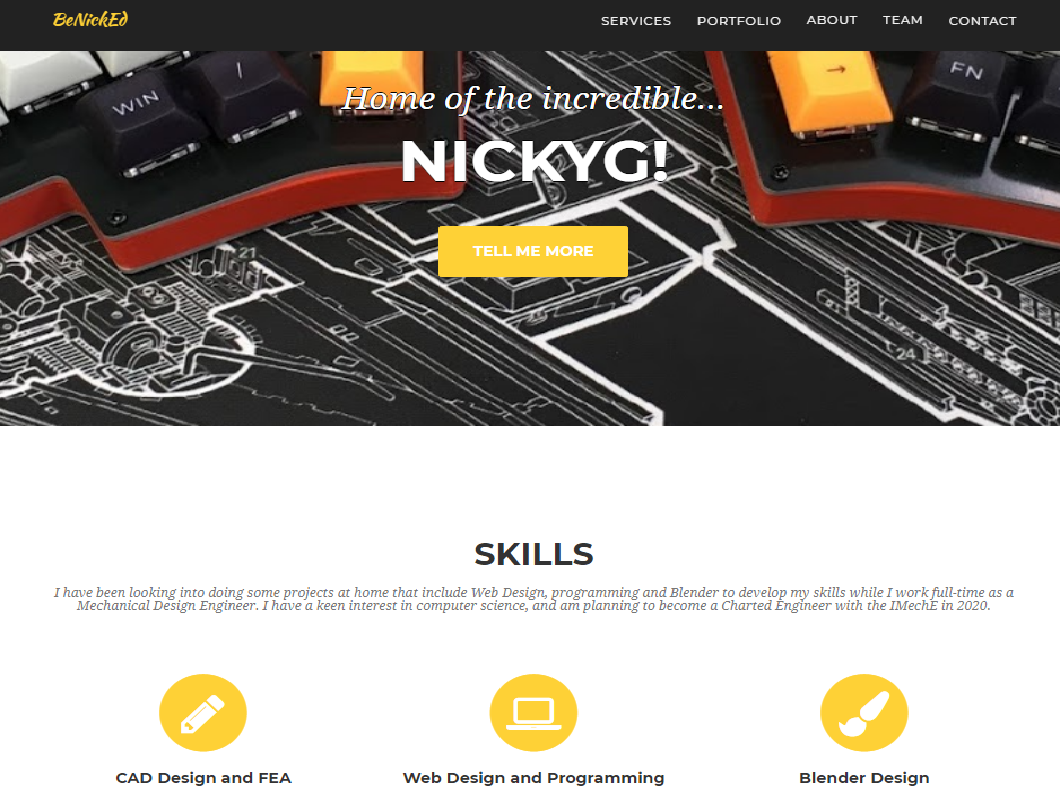 BeNickEd
SERVICES PORTFOLIO ABOUT TEAM CONTACT
WIN
I
→
FN
Home of the incredible...
NICKYG!
TELL ME MORE
21
24
SKILLS
I have been looking into doing some projects at home that include Web Design, programming and Blender to develop my skills while I work full-time as a
Mechanical Design Engineer. I have a keen interest in computer science, and am planning to become a Charted Engineer with the IMechE in 2020.
CAD Design and FEA
Web Design and Programming
Blender Design